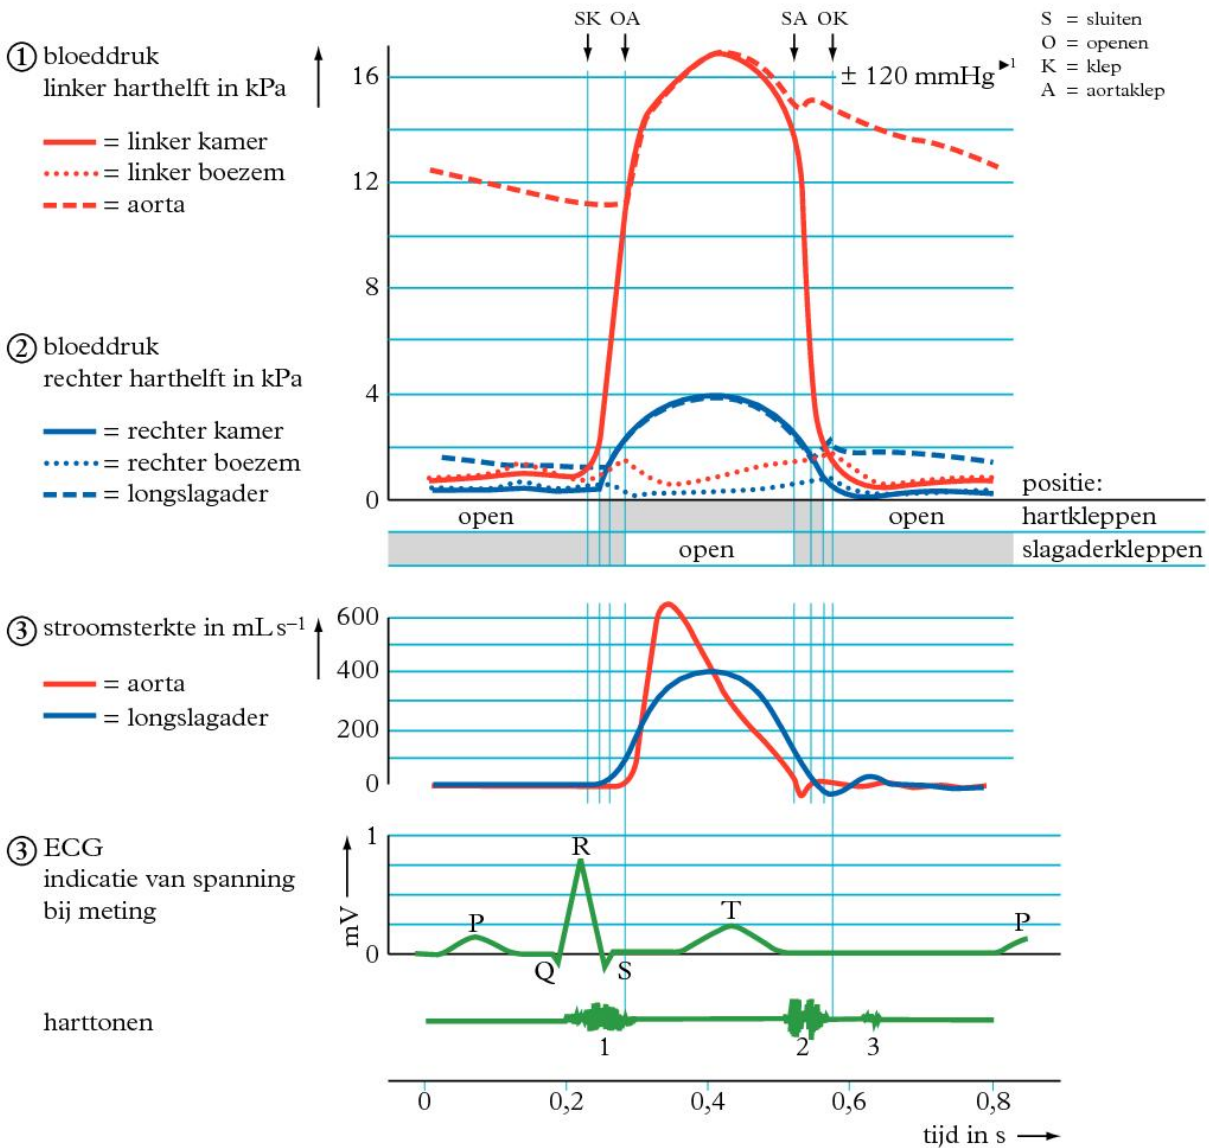 SK OA SA OK
S = sluiten
O = openen
K = klep
A = aortaklep
① bloeddruk
linker harthelft in kPa
= linker kamer
= linker boezem
= aorta
16
12
8
4
0
± 120 mmHg ►1
② bloeddruk
rechter harthelft in kPa
= rechter kamer
= rechter boezem
= longslagader
positie:
open open hartkleppen
open slagaderkleppen
③ stroomsterkte in mL s–1
= aorta
= longslagader
600
400
200
0
③ ECG
indicatie van spanning
bij meting
mV
1
0
P Q R S T P
harttonen
1 2 3
0 0,2 0,4 0,6 0,8
tijd in s